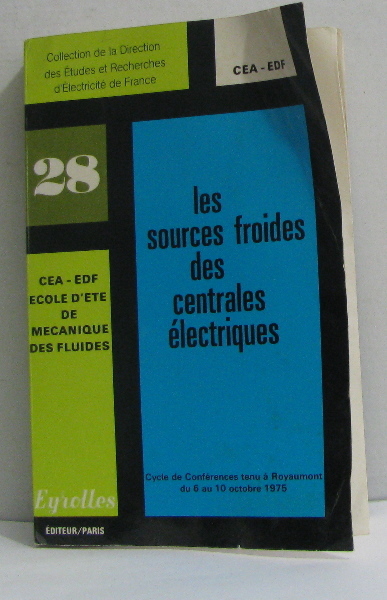 Collection de la Direction
des Études et Recherches
d'Électricité de France
CEA - EDF
28
les
sources froides
des
centrales
électriques
CEA - EDF
ECOLE D'ETE
DE
MECANIQUE
DES FLUIDES
Cycle de Conférences tenu à Royaumont
du 6 au 10 octobre 1975
Eyrolles
ÉDITEUR/PARIS